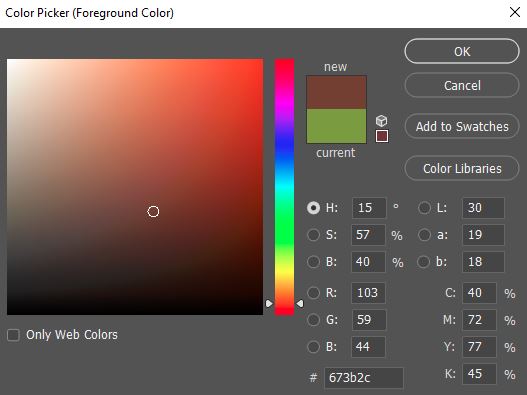 Color Picker (Foreground Color)
new
current
OK
Cancel
Add to Swatches
Color Libraries
H: 15 ° L: 30
S: 57 % a: 19
B: 40 % b: 18
R: 103 C: 40 %
G: 59 M: 72 %
B: 44 Y: 77 %
# 673b2c K: 45 %
Only Web Colors